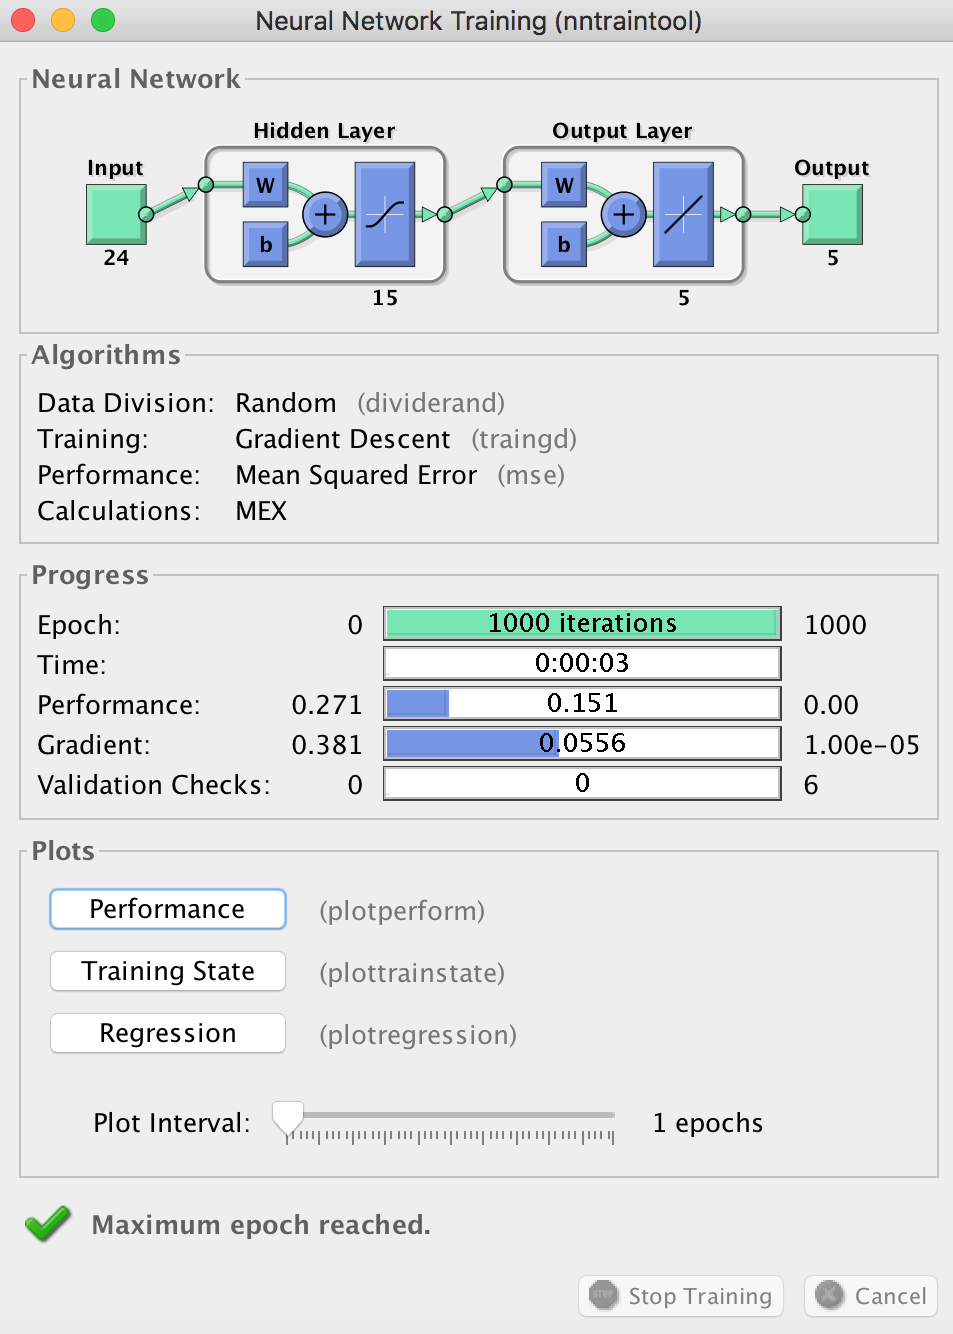 Neural Network Training (nntraintool)
Neural Network
Hidden Layer
Output Layer
Input
Output
W
b
W
b
24
15
5
5
Algorithms
Data Division: Random (dividerand)
Training: Gradient Descent (traingd)
Performance: Mean Squared Error (mse)
Calculations: MEX
Progress
Epoch: 0 1000 iterations 1000
Time: 0:00:03
Performance: 0.271 0.151 0.00
Gradient: 0.381 0.0556 1.00e-05
Validation Checks: 0 0 6
Plots
Performance (plotperform)
Training State (plottrainstate)
Regression (plotregression)
Plot Interval: 1 epochs
Maximum epoch reached.
STOP Stop Training Cancel